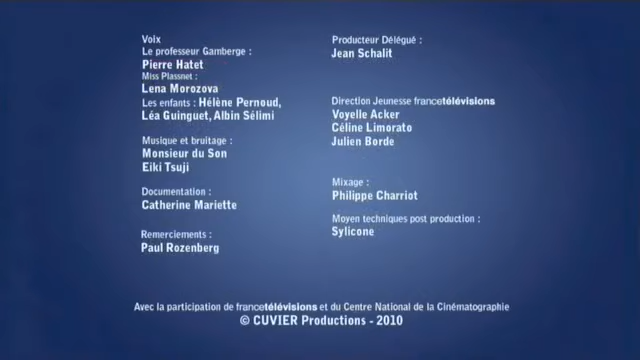 Voix
Le professeur Gamberge :
Pierre Hatet
Miss Plassnet :
Lena Morozova
Les enfants : Hélène Pernoud,
Léa Guinguet, Albin Sélimi
Musique et bruitage :
Monsieur du Son
Eiki Tsuji
Documentation :
Catherine Mariette
Remerciements :
Paul Rozenberg
Producteur Délégué :
Jean Schalit
Direction Jeunesse francetélévisions
Voyelle Acker
Céline Limorato
Julien Borde
Mixage :
Philippe Charriot
Moyen techniques post production :
Sylicone
Avec la participation de francetélévisions et du Centre National de la Cinématographie
© CUVIER Productions - 2010